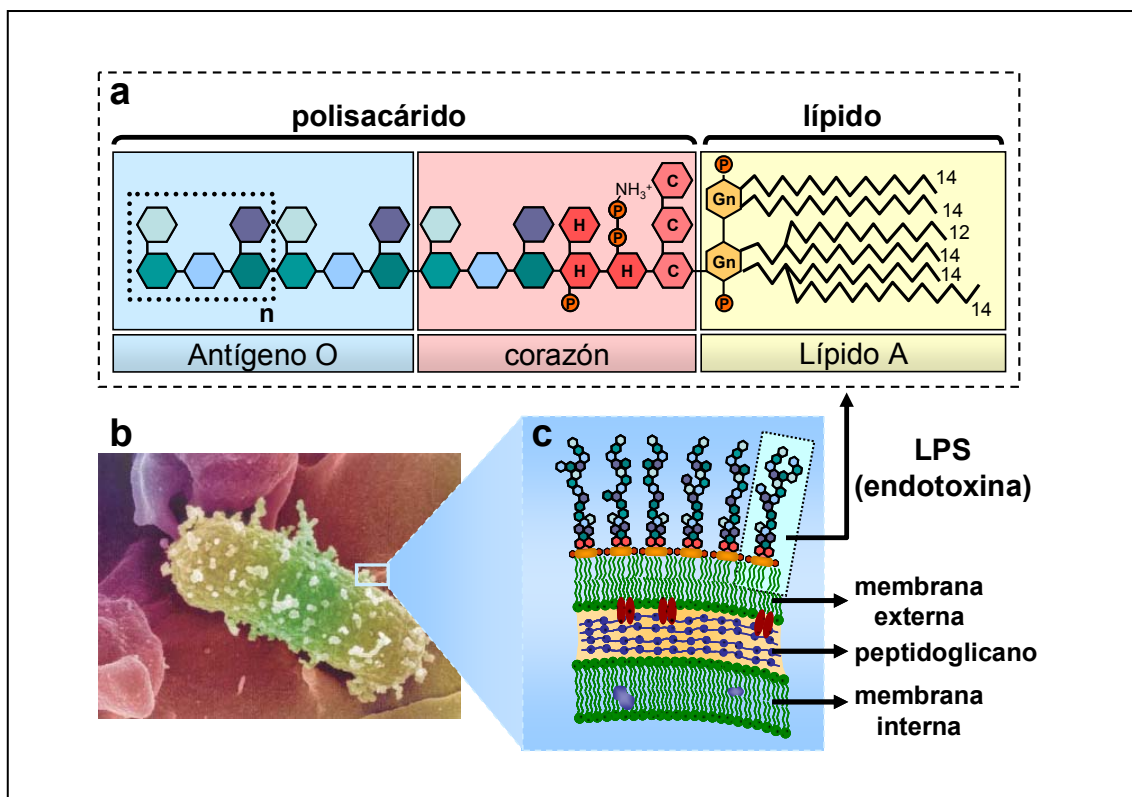 a
polisacárido
lípido
P
NH3+
C
14
Gn
14
H
P
C
12
P
14
Gn
14
H
H
C
P
P
14
n
Antígeno O
corazón
Lípido A
b
c
LPS
(endotoxina)
membrana
externa
peptidoglicano
membrana
interna